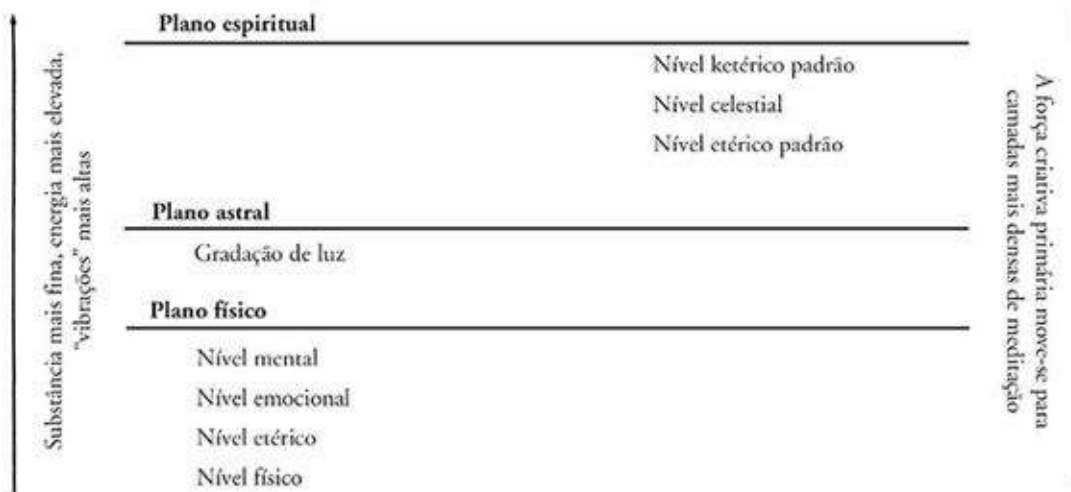 Plano espiritual
Nível ketérico padrão
Nível celestial
Nível etérico padrão
Plano astral
Gradação de luz
Plano físico
Nível mental
Nível emocional
Nível etérico
Nível físico
Substância mais fina, energia mais elevada,
“vibrações” mais altas
A força criativa primária move-se para
camadas mais densas de meditação